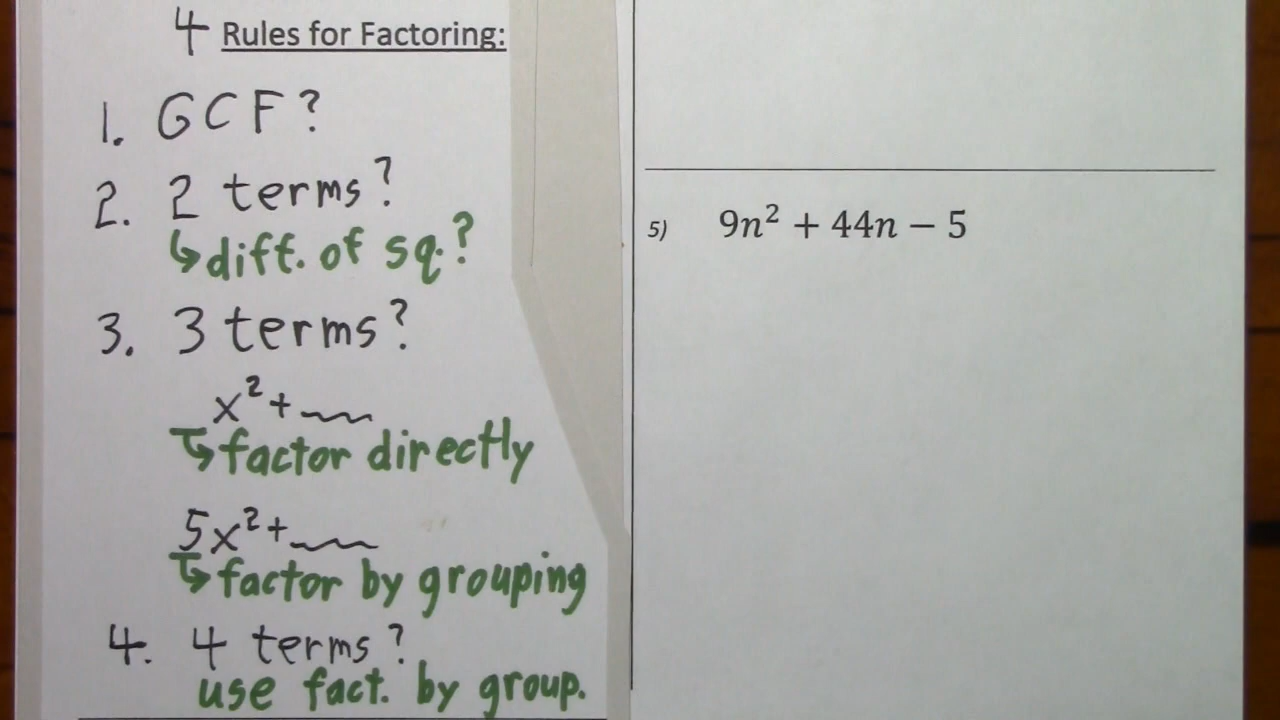 4 Rules for Factoring:
1. GCF?
2. 2 terms?
↳diff. of sq.?
3. 3 terms?
x²+
↳factor directly
5x²+
↳factor by grouping
4. 4 terms?
use fact. by group.
5) 9n² + 44n − 5